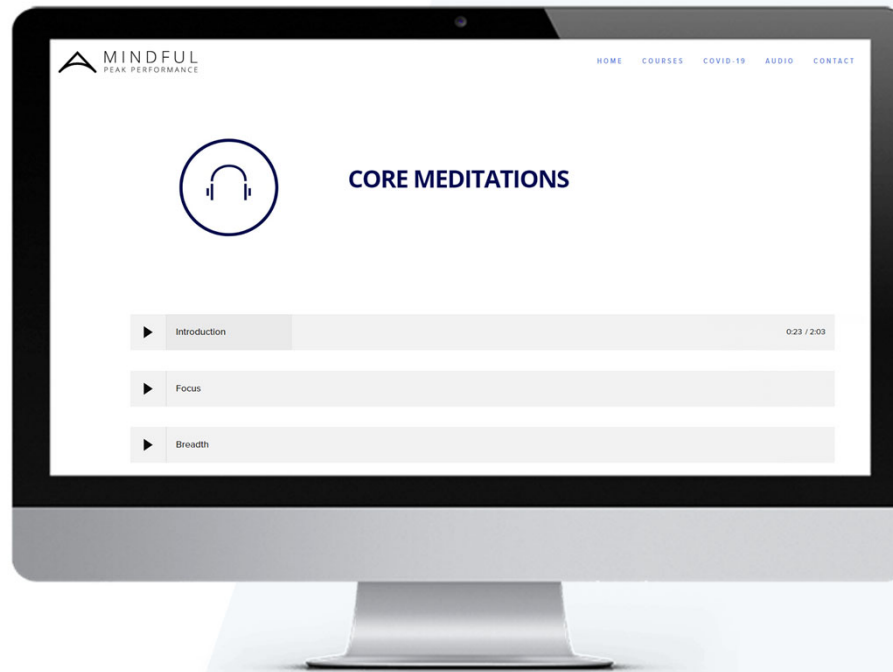 MINDFUL
PEAK PERFORMANCE
HOME COURSES COVID-19 AUDIO CONTACT
CORE MEDITATIONS
Introduction 0:23 / 2:03
Focus
Breadth